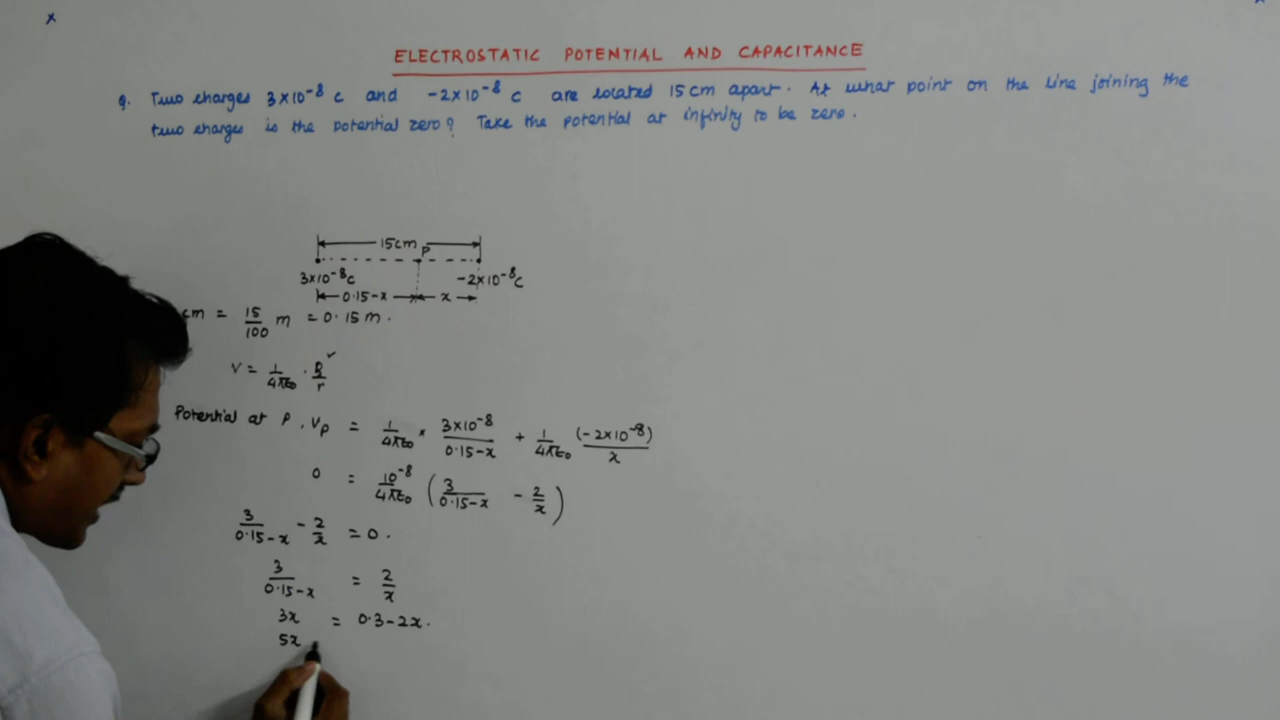 ELECTROSTATIC POTENTIAL AND CAPACITANCE
Q. Two charges 3×10⁻⁸ C and -2×10⁻⁸ C are located 15 cm apart. At what point on the line joining the
two charges is the potential zero? Take the potential at infinity to be zero.
15cm
P
3×10⁻⁸C -2×10⁻⁸C
0.15-x x
cm = 15/100 m = 0.15 m.
V = 1/4πε₀ · Q/r
Potential at P, Vp = 1/4πε₀ × 3×10⁻⁸/0.15-x + 1/4πε₀ (-2×10⁻⁸)/x
0 = 10⁻⁸/4πε₀ (3/0.15-x - 2/x)
3/0.15-x - 2/x = 0.
3/0.15-x = 2/x
3x = 0.3-2x.
5x